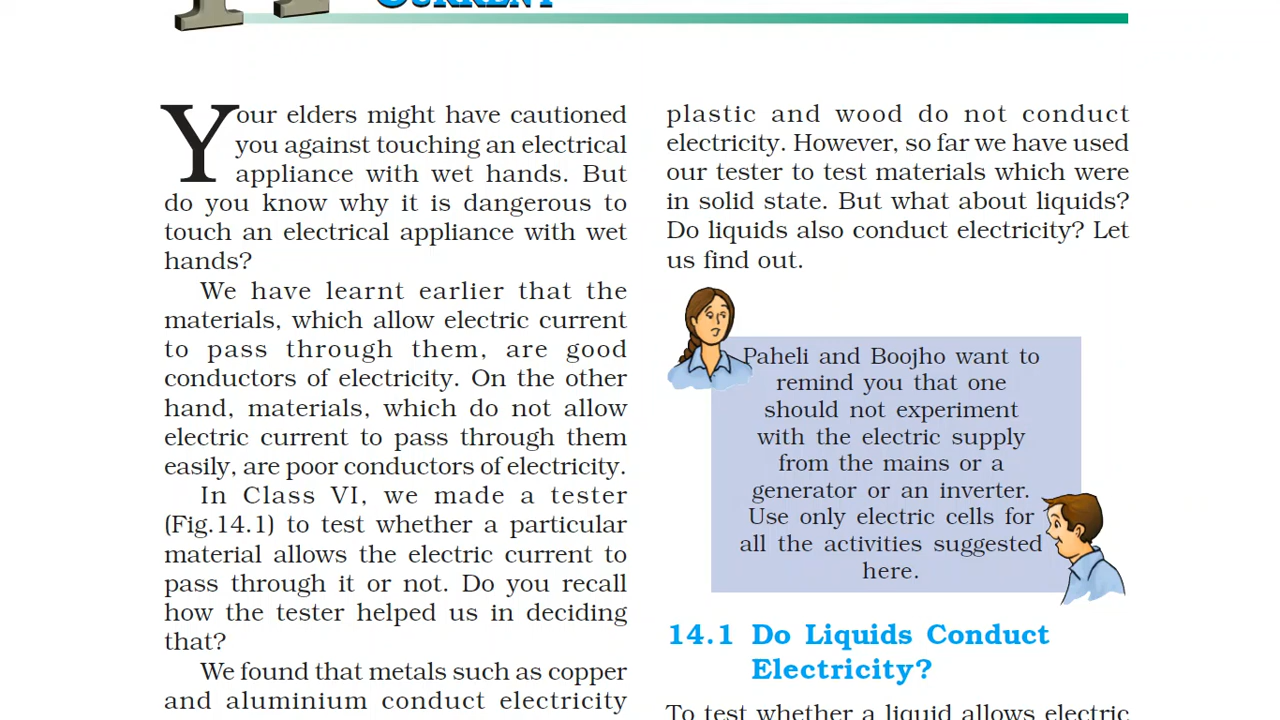 CURRENT
Your elders might have cautioned
you against touching an electrical
appliance with wet hands. But
do you know why it is dangerous to
touch an electrical appliance with wet
hands?
We have learnt earlier that the
materials, which allow electric current
to pass through them, are good
conductors of electricity. On the other
hand, materials, which do not allow
electric current to pass through them
easily, are poor conductors of electricity.
In Class VI, we made a tester
(Fig.14.1) to test whether a particular
material allows the electric current to
pass through it or not. Do you recall
how the tester helped us in deciding
that?
We found that metals such as copper
and aluminium conduct electricity
plastic and wood do not conduct
electricity. However, so far we have used
our tester to test materials which were
in solid state. But what about liquids?
Do liquids also conduct electricity? Let
us find out.
Paheli and Boojho want to
remind you that one
should not experiment
with the electric supply
from the mains or a
generator or an inverter.
Use only electric cells for
all the activities suggested
here.
14.1 Do Liquids Conduct
Electricity?
To test whether a liquid allows electric